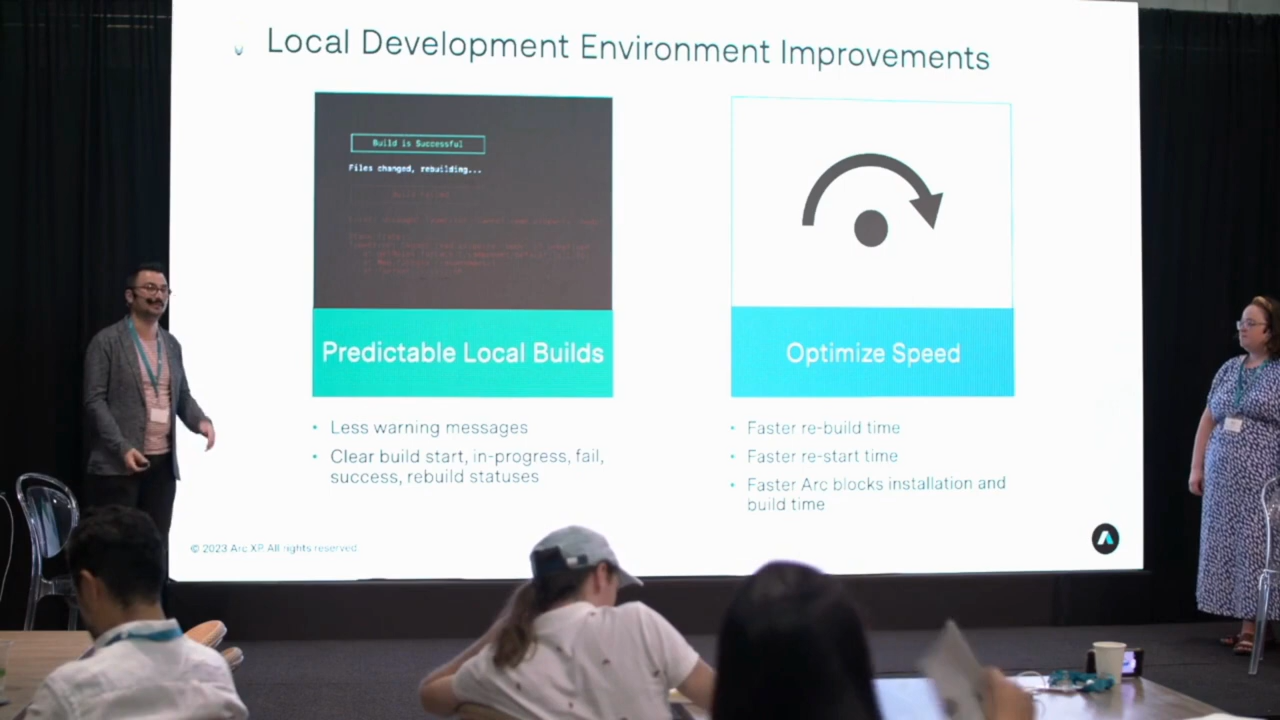 Local Development Environment Improvements
Build is Successful
Files changed, rebuilding...
Predictable Local Builds
• Less warning messages
• Clear build start, in-progress, fail,
success, rebuild statuses
Optimize Speed
• Faster re-build time
• Faster re-start time
• Faster Arc blocks installation and
build time
© 2023 Arc XP. All rights reserved